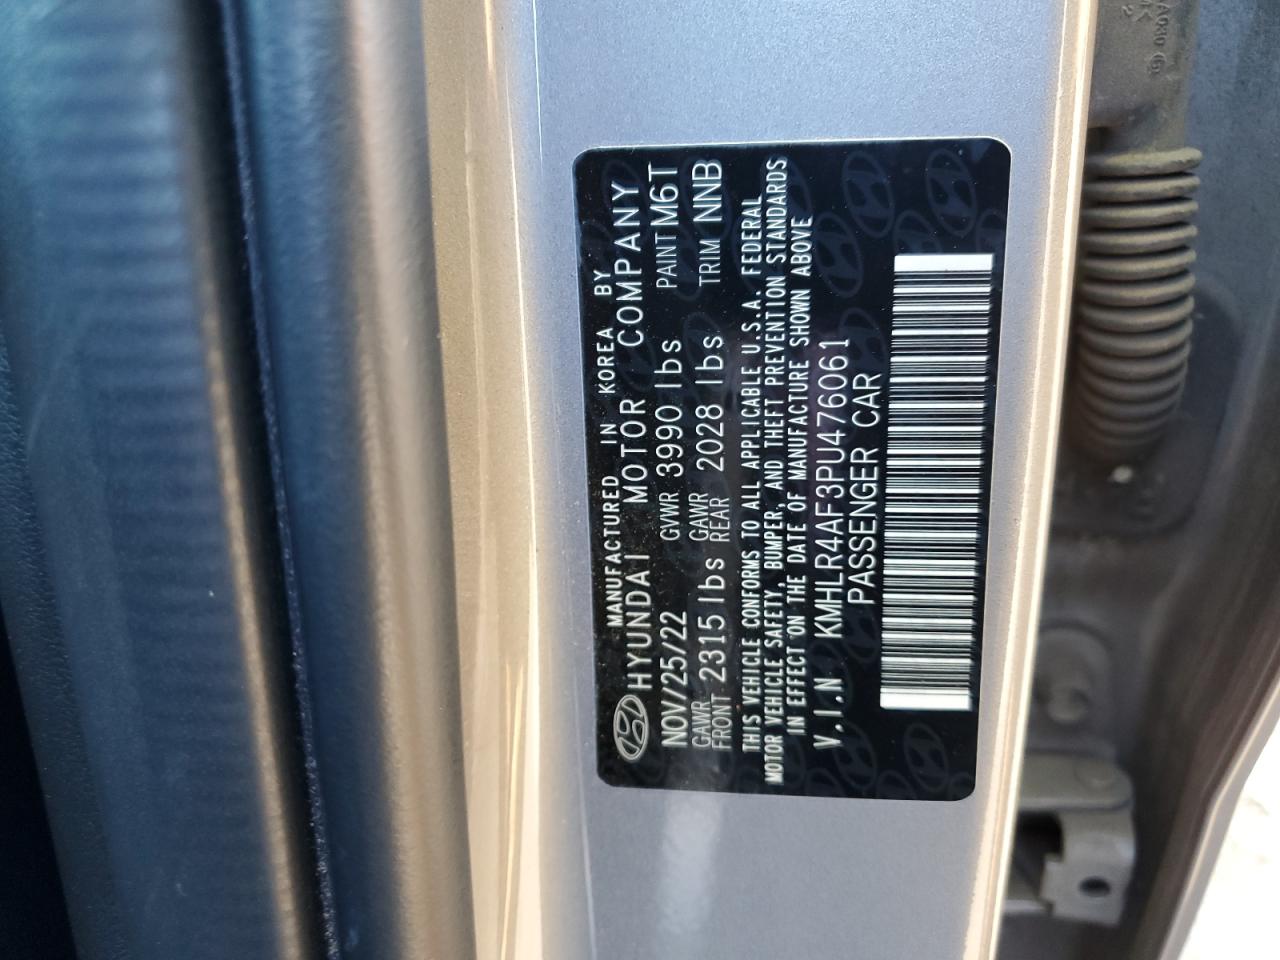 MANUFACTURED IN KOREA BY
HYUNDAI MOTOR COMPANY
NOV/25/22 GVWR 3990 lbs PAINT M6T
GAWR FRONT 2315 lbs GAWR REAR 2028 lbs TRIM NNB
THIS VEHICLE CONFORMS TO ALL APPLICABLE U.S.A. FEDERAL
MOTOR VEHICLE SAFETY, BUMPER, AND THEFT PREVENTION STANDARDS
IN EFFECT ON THE DATE OF MANUFACTURE SHOWN ABOVE
V.I.N KMHLR4AF3PU476061
PASSENGER CAR